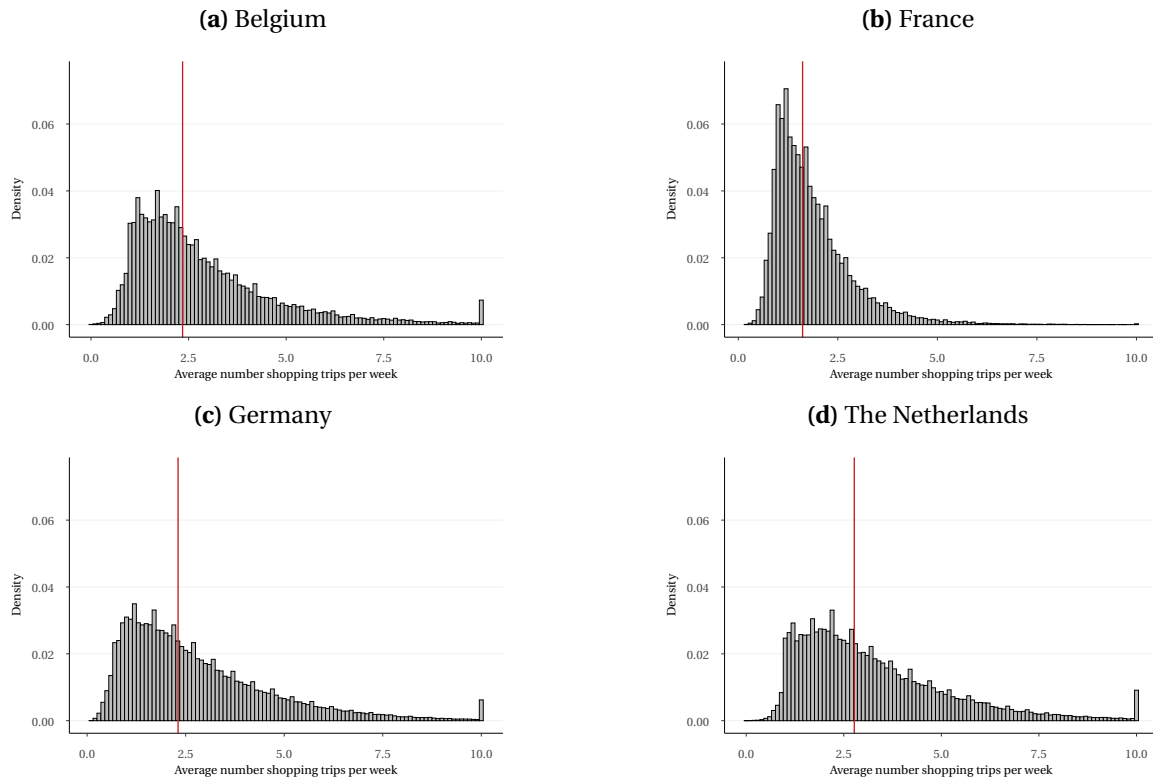 (a) Belgium
0.06
0.04
0.02
0.00
Density
0.0 2.5 5.0 7.5 10.0
Average number shopping trips per week
(b) France
0.06
0.04
0.02
0.00
Density
0.0 2.5 5.0 7.5 10.0
Average number shopping trips per week
(c) Germany
0.06
0.04
0.02
0.00
Density
0.0 2.5 5.0 7.5 10.0
Average number shopping trips per week
(d) The Netherlands
0.06
0.04
0.02
0.00
Density
0.0 2.5 5.0 7.5 10.0
Average number shopping trips per week